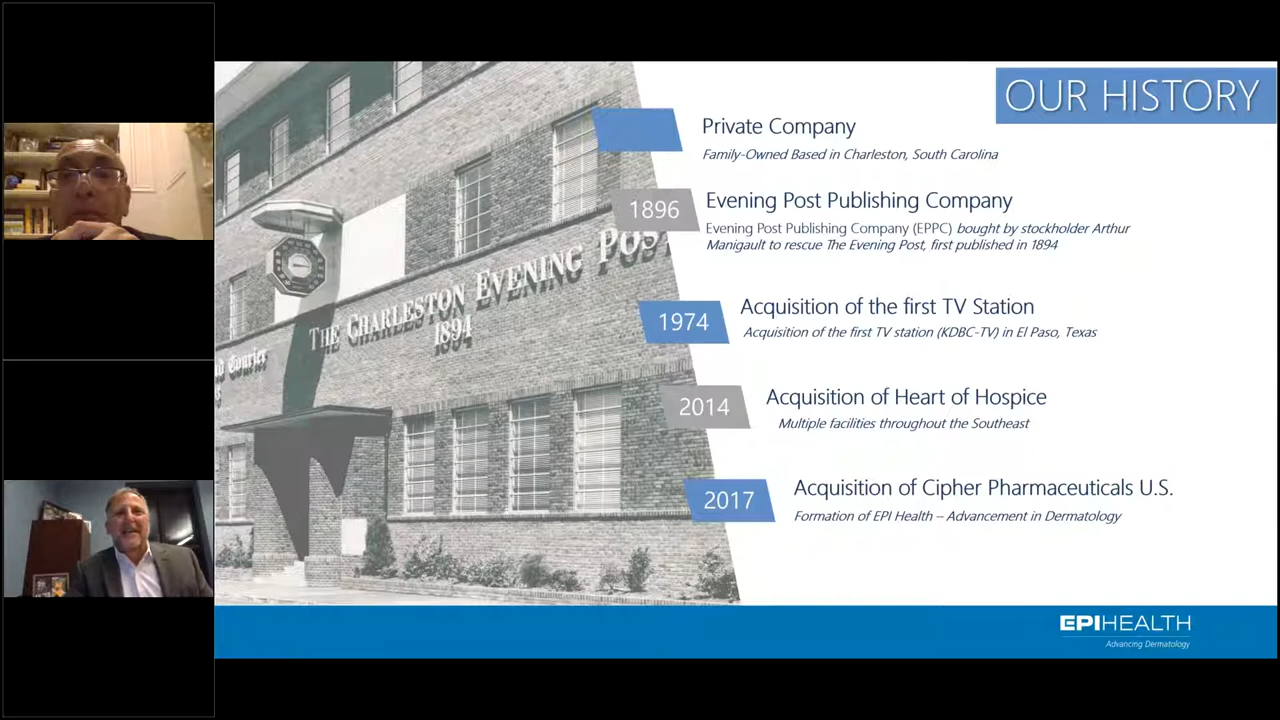 OUR HISTORY
Private Company
Family-Owned Based in Charleston, South Carolina
1896
Evening Post Publishing Company
Evening Post Publishing Company (EPPC) bought by stockholder Arthur
Manigault to rescue The Evening Post, first published in 1894
1974
Acquisition of the first TV Station
Acquisition of the first TV station (KDBC-TV) in El Paso, Texas
2014
Acquisition of Heart of Hospice
Multiple facilities throughout the Southeast
2017
Acquisition of Cipher Pharmaceuticals U.S.
Formation of EPI Health – Advancement in Dermatology
THE CHARLESTON EVENING POST
1894
Courier
EPIHEALTH
Advancing Dermatology